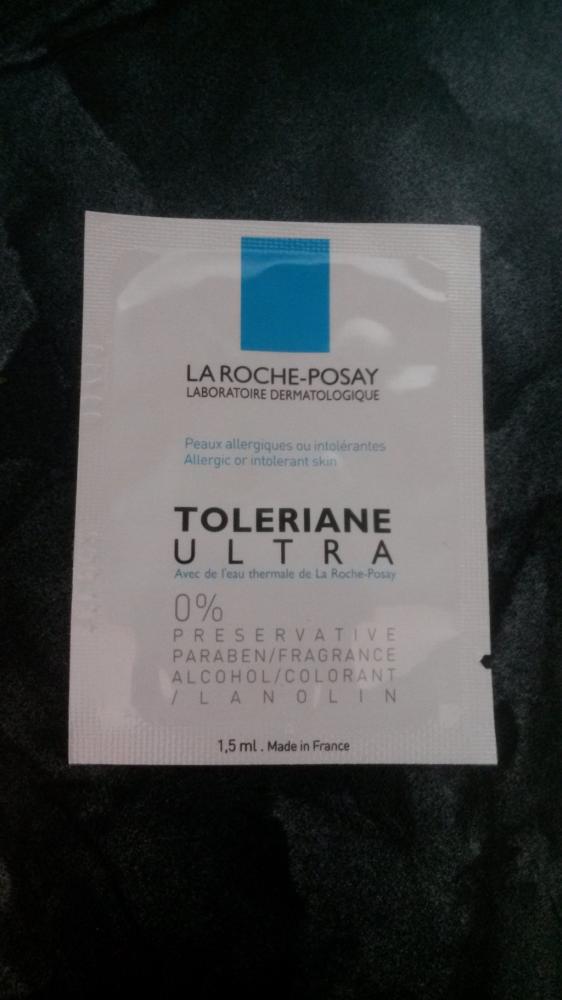 LA ROCHE-POSAY
LABORATOIRE DERMATOLOGIQUE
Peaux allergiques ou intolérantes
Allergic or intolerant skin
TOLERIANE
ULTRA
Avec de l'eau thermale de La Roche-Posay
0%
PRESERVATIVE
PARABEN/FRAGRANCE
ALCOHOL/COLORANT
/LANOLIN
1,5 ml . Made in France